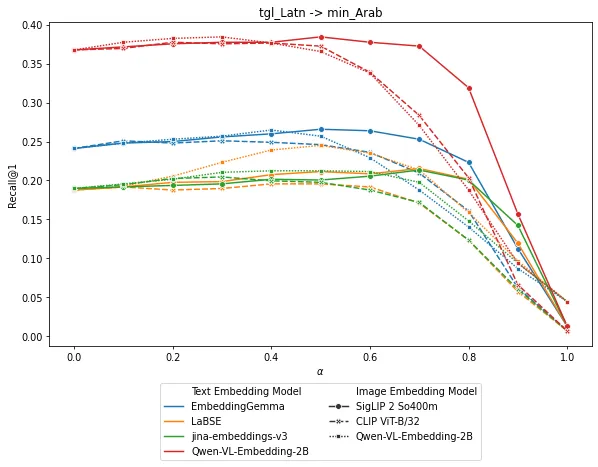 tgl_Latn -> min_Arab
0.40
0.35
0.30
0.25
0.20
0.15
0.10
0.05
0.00
Recall@1
0.0 0.2 0.4 0.6 0.8 1.0
α
Text Embedding Model
EmbeddingGemma
LaBSE
jina-embeddings-v3
Qwen-VL-Embedding-2B
Image Embedding Model
SigLIP 2 So400m
CLIP ViT-B/32
Qwen-VL-Embedding-2B